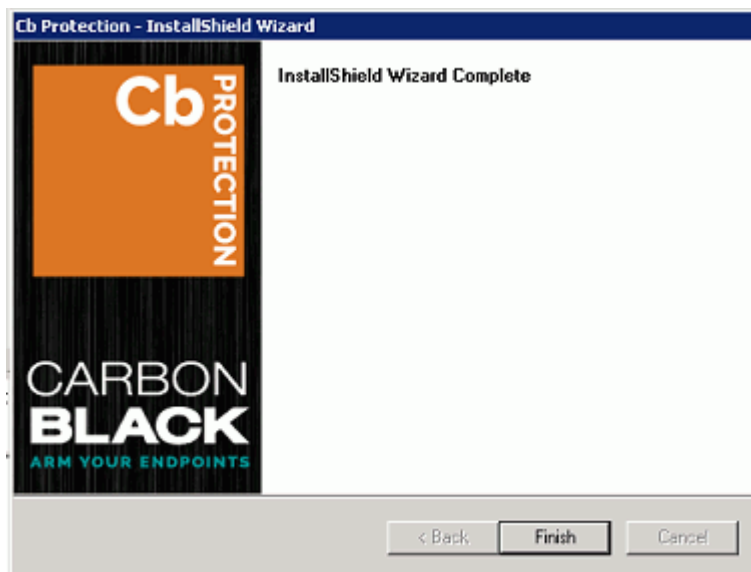 Cb Protection - InstallShield Wizard
Cb
PROTECTION
InstallShield Wizard Complete
CARBON
BLACK
ARM YOUR ENDPOINTS
< Back
Finish
Cancel